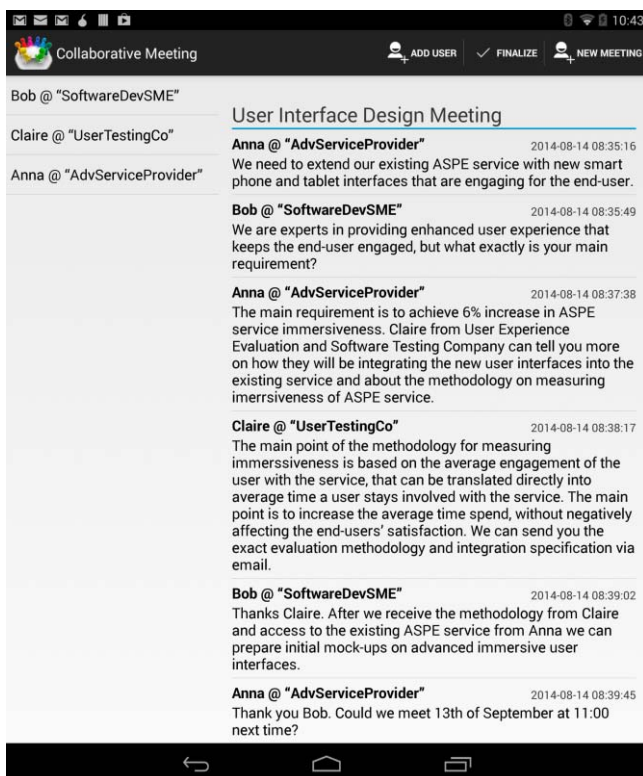 10:43
Collaborative Meeting
ADD USER
FINALIZE
NEW MEETING
Bob @ "SoftwareDevSME"
Claire @ "UserTestingCo"
Anna @ "AdvServiceProvider"
User Interface Design Meeting
Anna @ "AdvServiceProvider" 2014-08-14 08:35:16
We need to extend our existing ASPE service with new smart
phone and tablet interfaces that are engaging for the end-user.
Bob @ "SoftwareDevSME" 2014-08-14 08:35:49
We are experts in providing enhanced user experience that
keeps the end-user engaged, but what exactly is your main
requirement?
Anna @ "AdvServiceProvider" 2014-08-14 08:37:38
The main requirement is to achieve 6% increase in ASPE
service immersiveness. Claire from User Experience
Evaluation and Software Testing Company can tell you more
on how they will be integrating the new user interfaces into the
existing service and about the methodology on measuring
imerrsiveness of ASPE service.
Claire @ "UserTestingCo" 2014-08-14 08:38:17
The main point of the methodology for measuring
immerssiveness is based on the average engagement of the
user with the service, that can be translated directly into
average time a user stays involved with the service. The main
point is to increase the average time spend, without negatively
affecting the end-users' satisfaction. We can send you the
exact evaluation methodology and integration specification via
email.
Bob @ "SoftwareDevSME" 2014-08-14 08:39:02
Thanks Claire. After we receive the methodology from Claire
and access to the existing ASPE service from Anna we can
prepare initial mock-ups on advanced immersive user
interfaces.
Anna @ "AdvServiceProvider" 2014-08-14 08:39:45
Thank you Bob. Could we meet 13th of September at 11:00
next time?